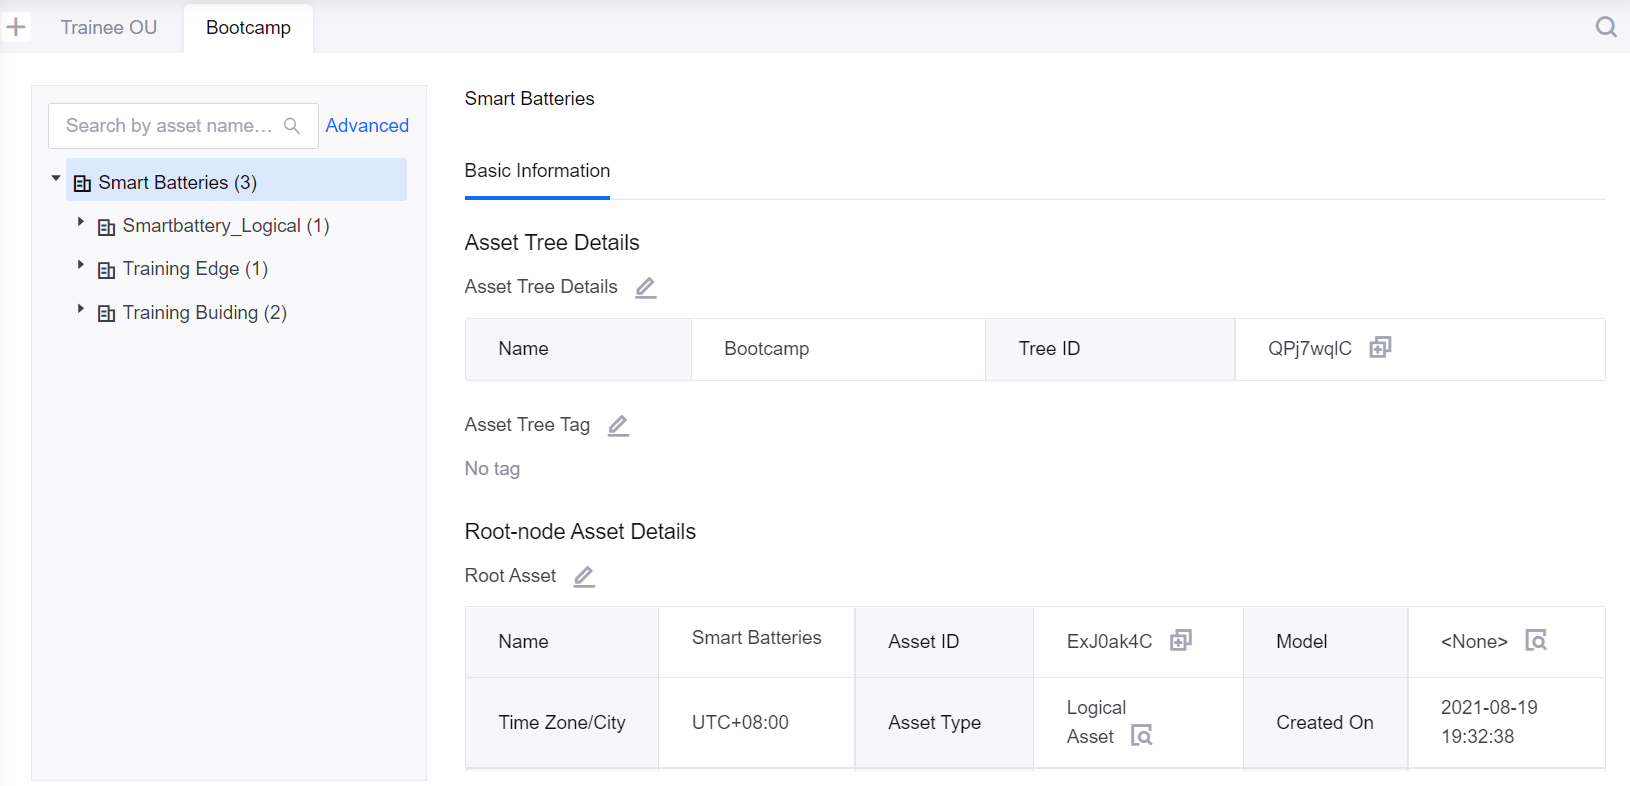 Trainee OU
Bootcamp
Search by asset name...
Advanced
Smart Batteries (3)
Smartbattery_Logical (1)
Training Edge (1)
Training Buiding (2)
Smart Batteries
Basic Information
Asset Tree Details
Asset Tree Details
Name Bootcamp Tree ID QPj7wqlC
Asset Tree Tag
No tag
Root-node Asset Details
Root Asset
Name Smart Batteries Asset ID ExJ0ak4C Model <None>
Time Zone/City UTC+08:00 Asset Type Logical Asset Created On 2021-08-19 19:32:38